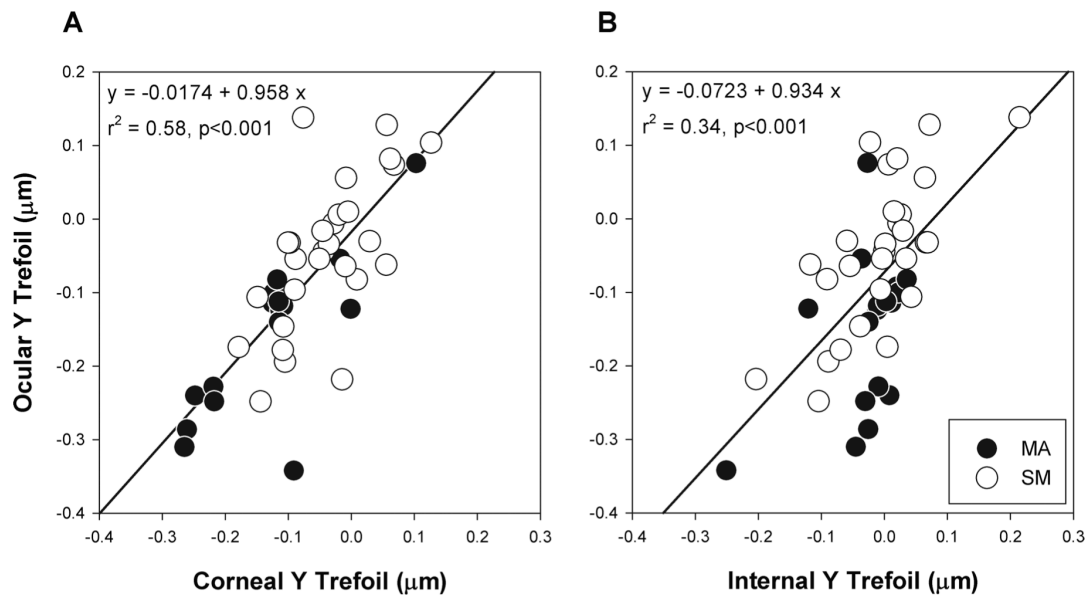 A
B
y = -0.0174 + 0.958 x
r² = 0.58, p<0.001
y = -0.0723 + 0.934 x
r² = 0.34, p<0.001
Ocular Y Trefoil (μm)
0.2
0.1
0.0
-0.1
-0.2
-0.3
-0.4
-0.4 -0.3 -0.2 -0.1 0.0 0.1 0.2 0.3
Corneal Y Trefoil (μm)
0.2
0.1
0.0
-0.1
-0.2
-0.3
-0.4
MA
SM
-0.4 -0.3 -0.2 -0.1 0.0 0.1 0.2 0.3
Internal Y Trefoil (μm)